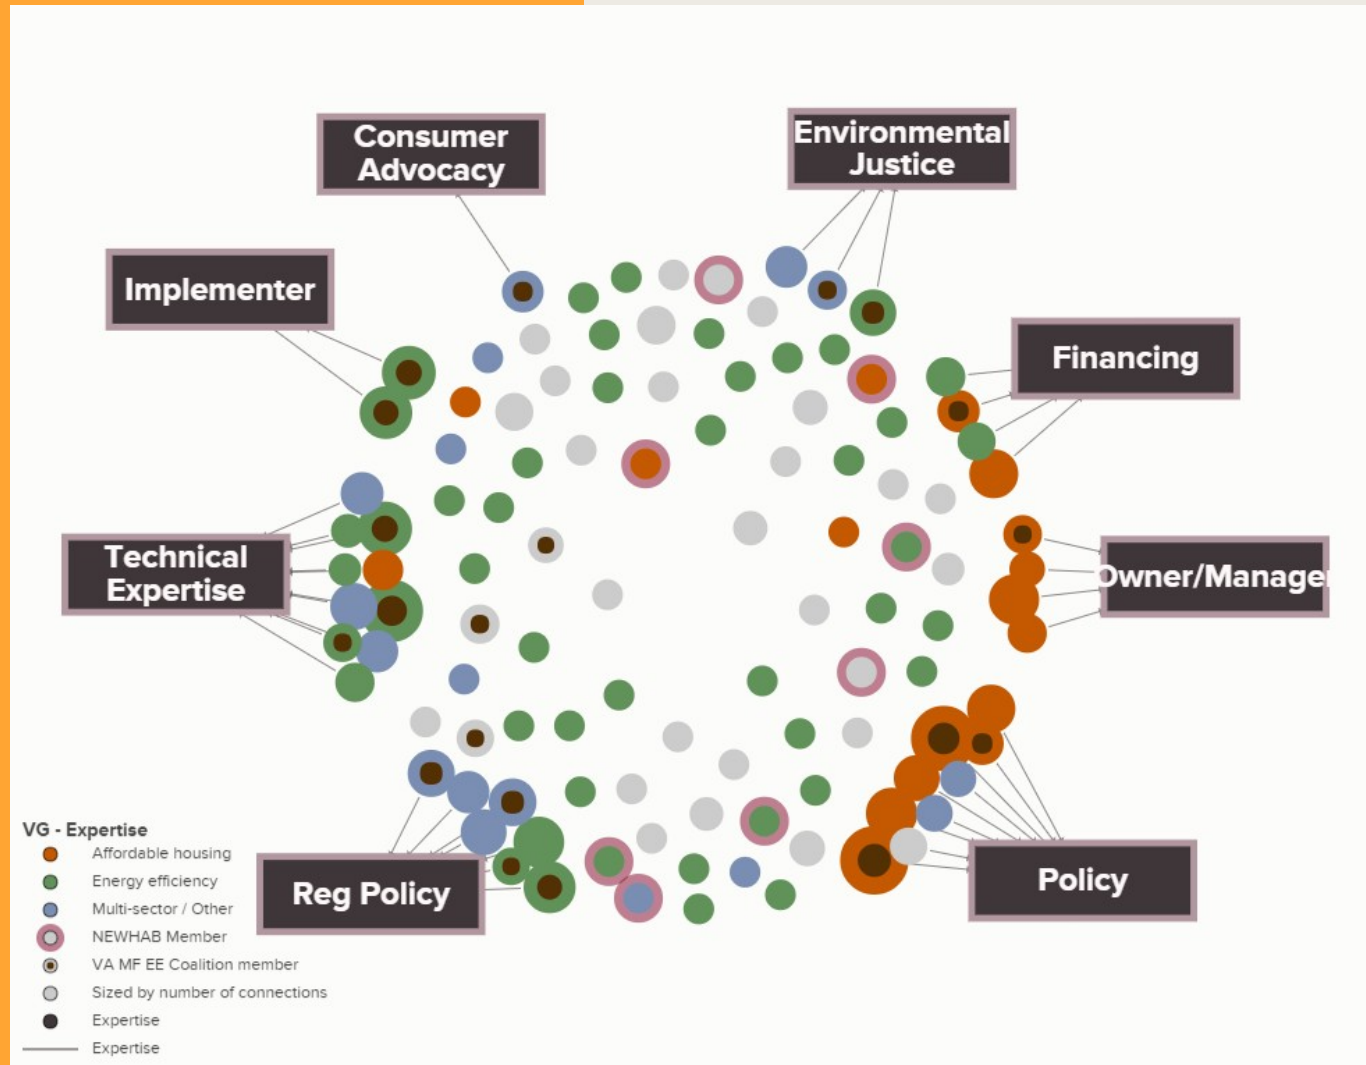 Consumer
Advocacy
Environmental
Justice
Implementer
Financing
Technical
Expertise
Owner/Manager
Reg Policy
Policy
VG - Expertise
Affordable housing
Energy efficiency
Multi-sector / Other
NEWHAB Member
VA MF EE Coalition member
Sized by number of connections
Expertise
Expertise